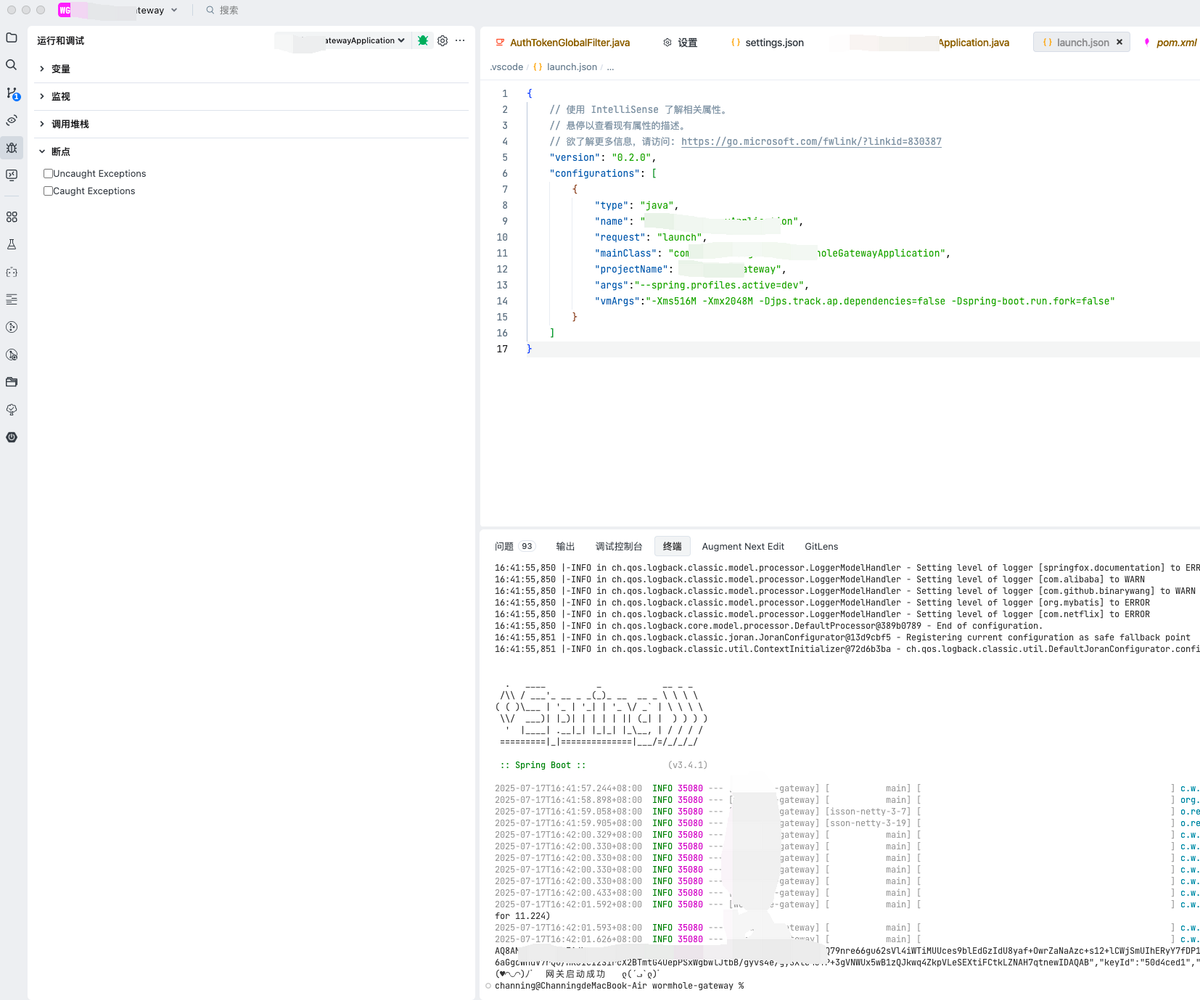 WG
teway
搜索
运行和调试
atewayApplication
变量
监视
调用堆栈
断点
Uncaught Exceptions
Caught Exceptions
AuthTokenGlobalFilter.java
设置
settings.json
Application.java
launch.json
pom.xml
.vscode / launch.json / ...
1 {
2 // 使用 IntelliSense 了解相关属性。
3 // 悬停以查看现有属性的描述。
4 // 欲了解更多信息，请访问: https://go.microsoft.com/fwlink/?linkid=830387
5 "version": "0.2.0",
6 "configurations": [
7 {
8 "type": "java",
9 "name": " ion",
10 "request": "launch",
11 "mainClass": "com holeGatewayApplication",
12 "projectName": ateway",
13 "args":"--spring.profiles.active=dev",
14 "vmArgs":"-Xms516M -Xmx2048M -Djps.track.ap.dependencies=false -Dspring-boot.run.fork=false"
15 }
16 ]
17 }
问题 93 输出 调试控制台 终端 Augment Next Edit GitLens
16:41:55,850 |-INFO in ch.qos.logback.classic.model.processor.LoggerModelHandler - Setting level of logger [springfox.documentation] to ERR
16:41:55,850 |-INFO in ch.qos.logback.classic.model.processor.LoggerModelHandler - Setting level of logger [com.alibaba] to WARN
16:41:55,850 |-INFO in ch.qos.logback.classic.model.processor.LoggerModelHandler - Setting level of logger [com.github.binarywang] to WARN
16:41:55,850 |-INFO in ch.qos.logback.classic.model.processor.LoggerModelHandler - Setting level of logger [org.mybatis] to ERROR
16:41:55,850 |-INFO in ch.qos.logback.classic.model.processor.LoggerModelHandler - Setting level of logger [com.netflix] to ERROR
16:41:55,850 |-INFO in ch.qos.logback.core.model.processor.DefaultProcessor@389b0789 - End of configuration.
16:41:55,851 |-INFO in ch.qos.logback.classic.joran.JoranConfigurator@13d9cbf5 - Registering current configuration as safe fallback point
16:41:55,851 |-INFO in ch.qos.logback.classic.util.ContextInitializer@72d6b3ba - ch.qos.logback.classic.util.DefaultJoranConfigurator.confi
:: Spring Boot :: (v3.4.1)
2025-07-17T16:41:57.244+08:00 INFO 35080 --- -gateway] [ main] [ ] c.w.
2025-07-17T16:41:58.898+08:00 INFO 35080 --- [ -gateway] [ main] [ ] org.
2025-07-17T16:41:59.058+08:00 INFO 35080 --- gateway] [isson-netty-3-7] [ ] o.re
2025-07-17T16:41:59.905+08:00 INFO 35080 --- gateway] [sson-netty-3-19] [ ] o.re
2025-07-17T16:42:00.329+08:00 INFO 35080 --- gateway] [ main] [ ] c.w.
2025-07-17T16:42:00.330+08:00 INFO 35080 --- gateway] [ main] [ ] c.w.
2025-07-17T16:42:00.330+08:00 INFO 35080 --- gateway] [ main] [ ] c.w.
2025-07-17T16:42:00.330+08:00 INFO 35080 --- gateway] [ main] [ ] c.w.
2025-07-17T16:42:00.330+08:00 INFO 35080 --- gateway] [ main] [ ] c.w.
2025-07-17T16:42:00.433+08:00 INFO 35080 --- gateway] [ main] [ ] c.w.
2025-07-17T16:42:01.592+08:00 INFO 35080 --- e-gateway] [ main] [ ] c.w.
for 11.224)
2025-07-17T16:42:01.593+08:00 INFO 35080 --- gateway] [ main] [ ] c.w.
2025-07-17T16:42:01.626+08:00 INFO 35080 --- gateway] [ main] [ ] c.w.
AQ8AM Q79nre66gu62sVl4iWTiMUUces9blEdGzIdU8yaf+OwrZaNaAzc+s12+lCWjSmUIhERyY7fDP1
+3gVNWUx5wB1zQJkwq4ZkpVLeSEXtiFCtkLZNAH7qtnewIDAQAB","keyId":"50d4ced1","
(♥◠‿◠)ﾉﾞ 网关启动成功 ლ(´ڡ`ლ)ﾞ
channing@ChanningdeMacBook-Air wormhole-gateway %